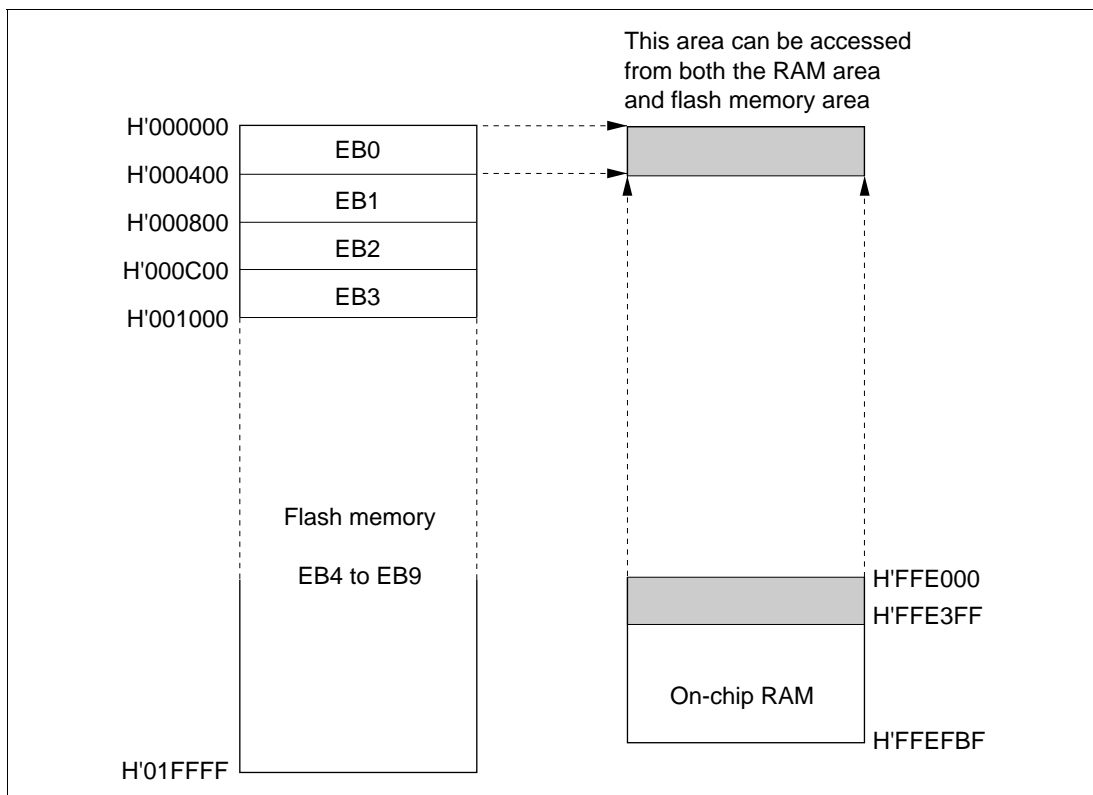 This area can be accessed
from both the RAM area
and flash memory area
H'000000
EB0
H'000400
EB1
H'000800
EB2
H'000C00
EB3
H'001000
Flash memory
EB4 to EB9
H'FFE000
H'FFE3FF
On-chip RAM
H'FFEFBF
H'01FFFF